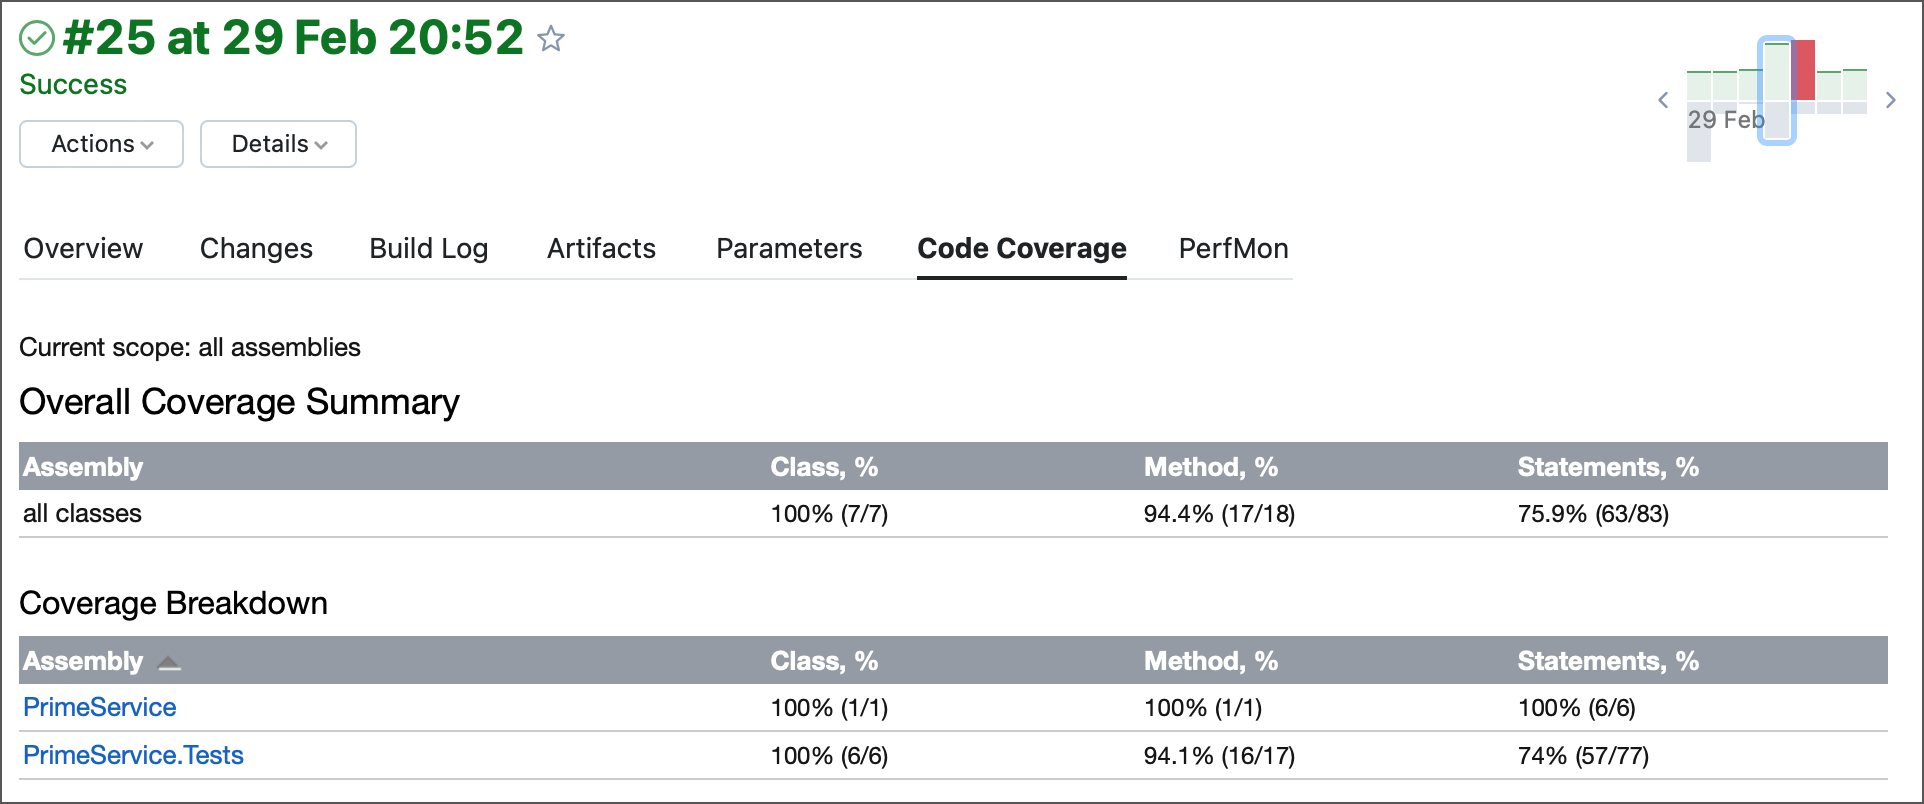 #25 at 29 Feb 20:52
Success
29 Feb
Actions Details
Overview Changes Build Log Artifacts Parameters Code Coverage PerfMon
Current scope: all assemblies
Overall Coverage Summary
Assembly Class, % Method, % Statements, %
all classes 100% (7/7) 94.4% (17/18) 75.9% (63/83)
Coverage Breakdown
Assembly Class, % Method, % Statements, %
PrimeService 100% (1/1) 100% (1/1) 100% (6/6)
PrimeService.Tests 100% (6/6) 94.1% (16/17) 74% (57/77)